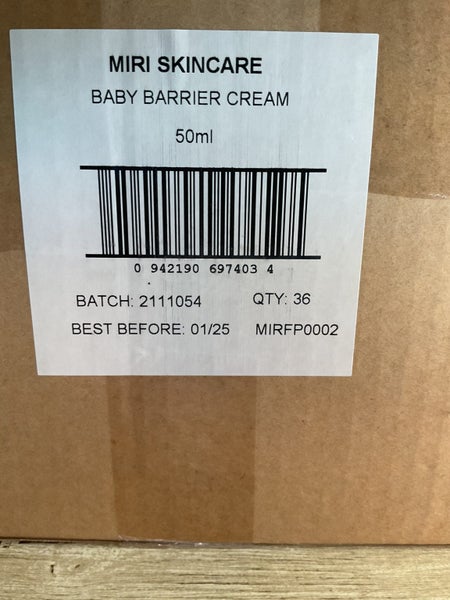 MIRI SKINCARE
BABY BARRIER CREAM
50ml
0 942190 697403 4
BATCH: 2111054 QTY: 36
BEST BEFORE: 01/25 MIRFP0002